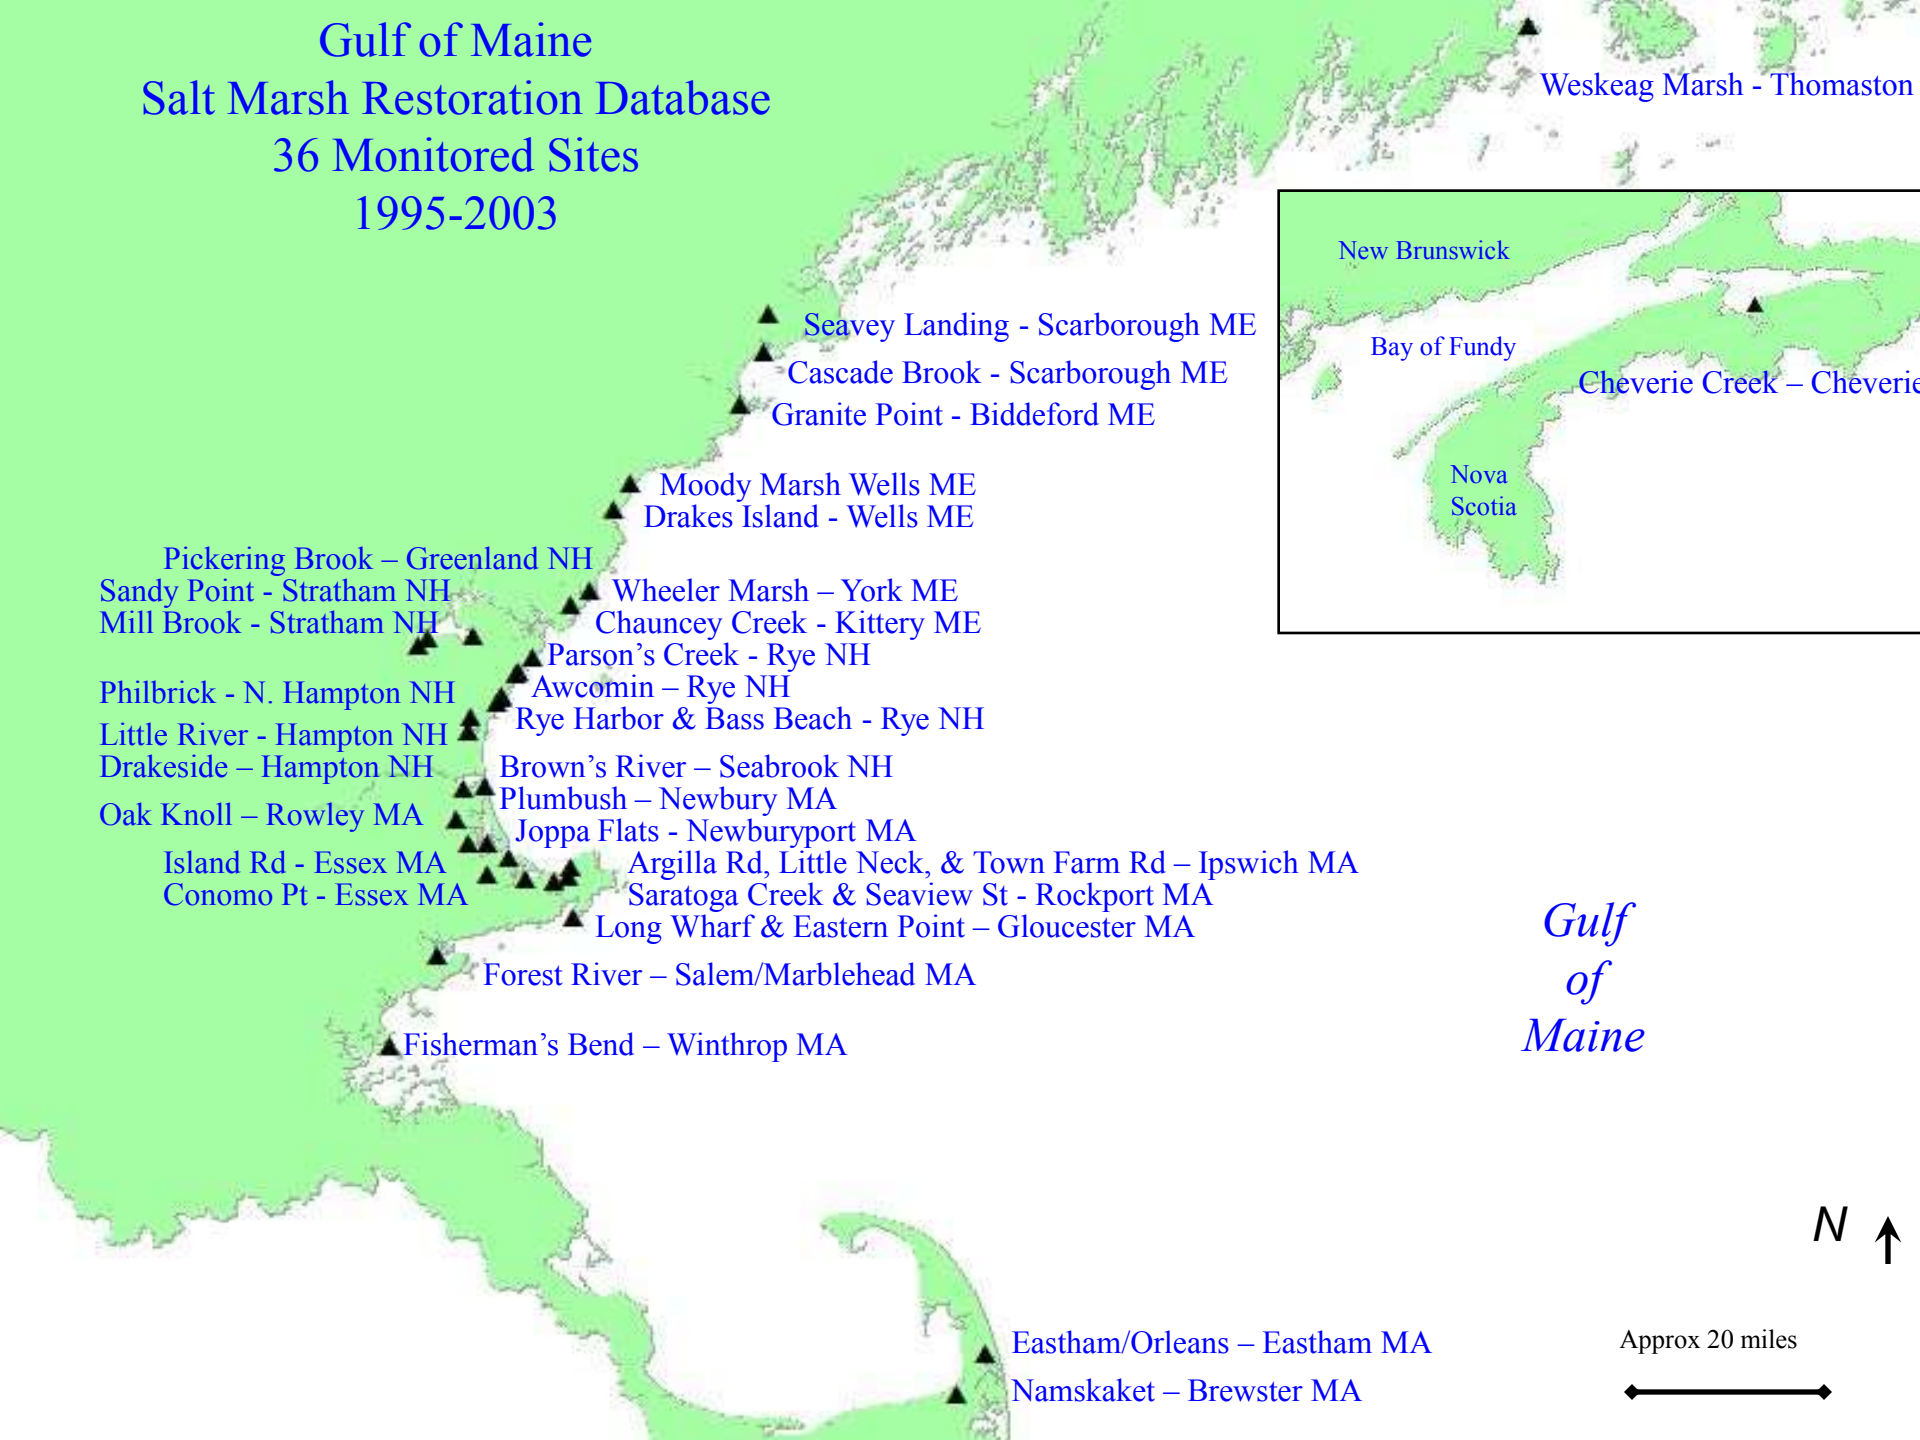 Gulf of Maine
Salt Marsh Restoration Database
36 Monitored Sites
1995-2003
Weskeag Marsh - Thomaston
New Brunswick
Bay of Fundy
Cheverie Creek – Cheverie
Nova
Scotia
Seavey Landing - Scarborough ME
Cascade Brook - Scarborough ME
Granite Point - Biddeford ME
Moody Marsh Wells ME
Drakes Island - Wells ME
Pickering Brook – Greenland NH
Sandy Point - Stratham NH
Mill Brook - Stratham NH
Wheeler Marsh – York ME
Chauncey Creek - Kittery ME
Parson’s Creek - Rye NH
Awcomin – Rye NH
Rye Harbor & Bass Beach - Rye NH
Philbrick - N. Hampton NH
Little River - Hampton NH
Drakeside – Hampton NH
Brown’s River – Seabrook NH
Plumbush – Newbury MA
Joppa Flats - Newburyport MA
Oak Knoll – Rowley MA
Island Rd - Essex MA
Conomo Pt - Essex MA
Argilla Rd, Little Neck, & Town Farm Rd – Ipswich MA
Saratoga Creek & Seaview St - Rockport MA
Long Wharf & Eastern Point – Gloucester MA
Forest River – Salem/Marblehead MA
Fisherman’s Bend – Winthrop MA
Gulf
of
Maine
N
Eastham/Orleans – Eastham MA
Namskaket – Brewster MA
Approx 20 miles